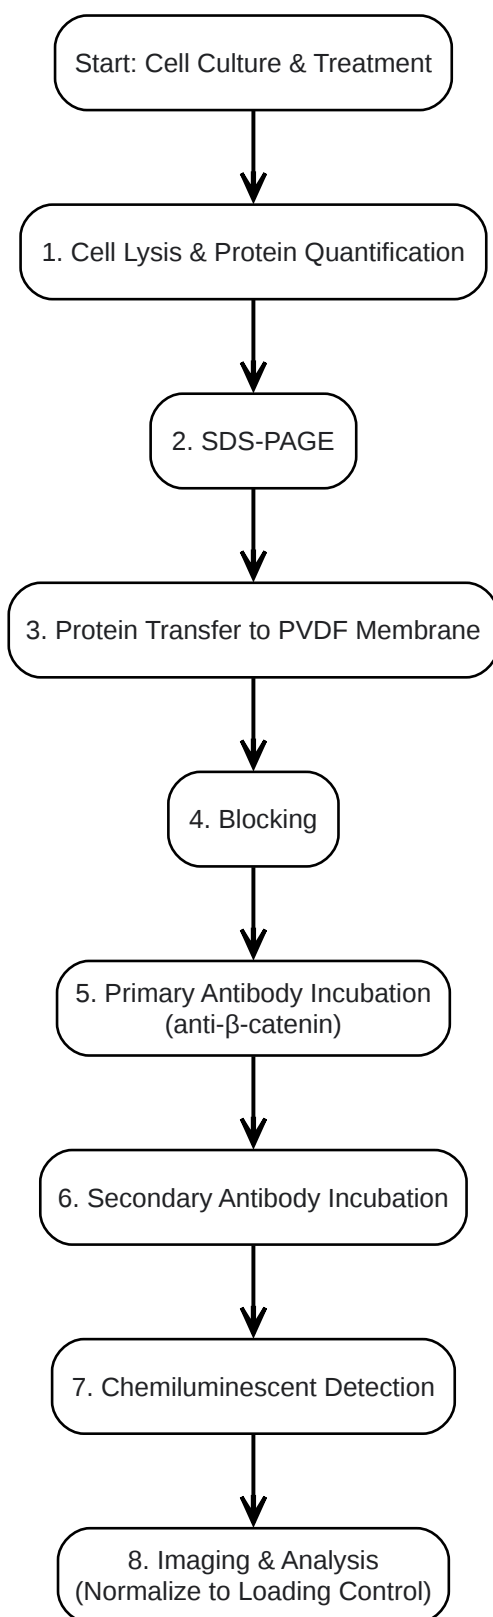 Start: Cell Culture & Treatment
1. Cell Lysis & Protein Quantification
2. SDS-PAGE
3. Protein Transfer to PVDF Membrane
4. Blocking
5. Primary Antibody Incubation
(anti-β-catenin)
6. Secondary Antibody Incubation
7. Chemiluminescent Detection
8. Imaging & Analysis
(Normalize to Loading Control)